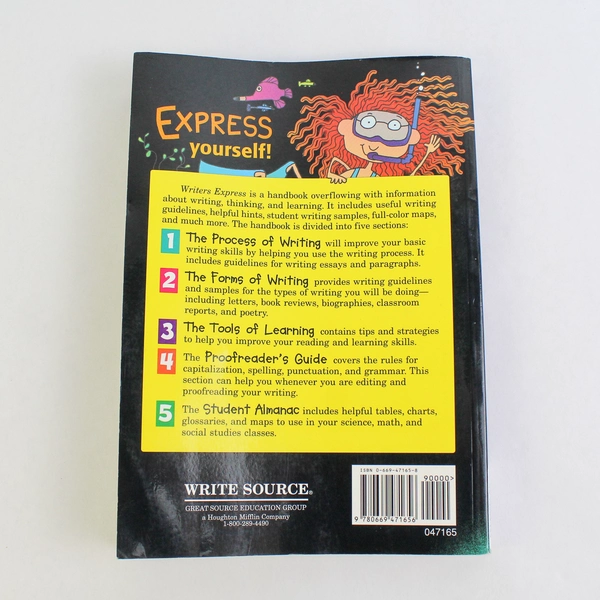 EXPRESS
yourself!
Writers Express is a handbook overflowing with information
about writing, thinking, and learning. It includes useful writing
guidelines, helpful hints, student writing samples, full-color maps,
and much more. The handbook is divided into five sections:
1 The Process of Writing will improve your basic
writing skills by helping you use the writing process. It
includes guidelines for writing essays and paragraphs.
2 The Forms of Writing provides writing guidelines
and samples for the types of writing you will be doing—
including letters, book reviews, biographies, classroom
reports, and poetry.
3 The Tools of Learning contains tips and strategies
to help you improve your reading and learning skills.
4 The Proofreader's Guide covers the rules for
capitalization, spelling, punctuation, and grammar. This
section can help you whenever you are editing and
proofreading your writing.
5 The Student Almanac includes helpful tables, charts,
glossaries, and maps to use in your science, math, and
social studies classes.
WRITE SOURCE®
GREAT SOURCE EDUCATION GROUP
a Houghton Mifflin Company
1-800-289-4490
ISBN 0-669-47165-8
90000>
9 780669 471656
047165